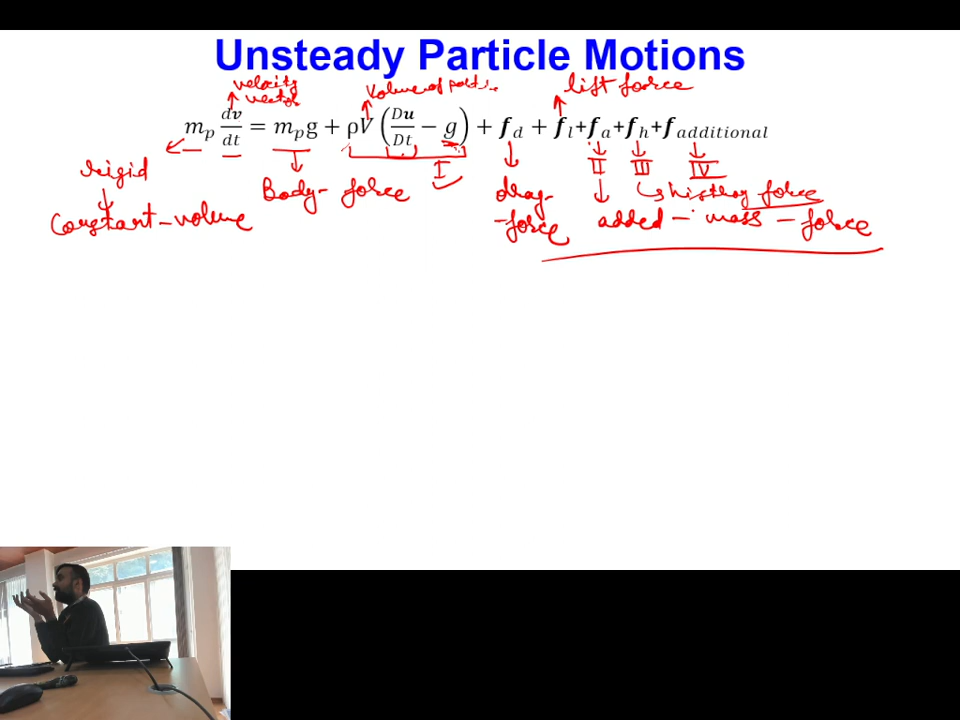 Unsteady Particle Motions
velocity
vector
Volume of
lift force
m_p dv/dt = m_p g + ρV (Du/Dt − g) + f_d + f_l+f_a+f_h+f_additional
rigid
I
II
III
IV
Constant-volume
Body-force
drag
-force
history force
added-mass-force